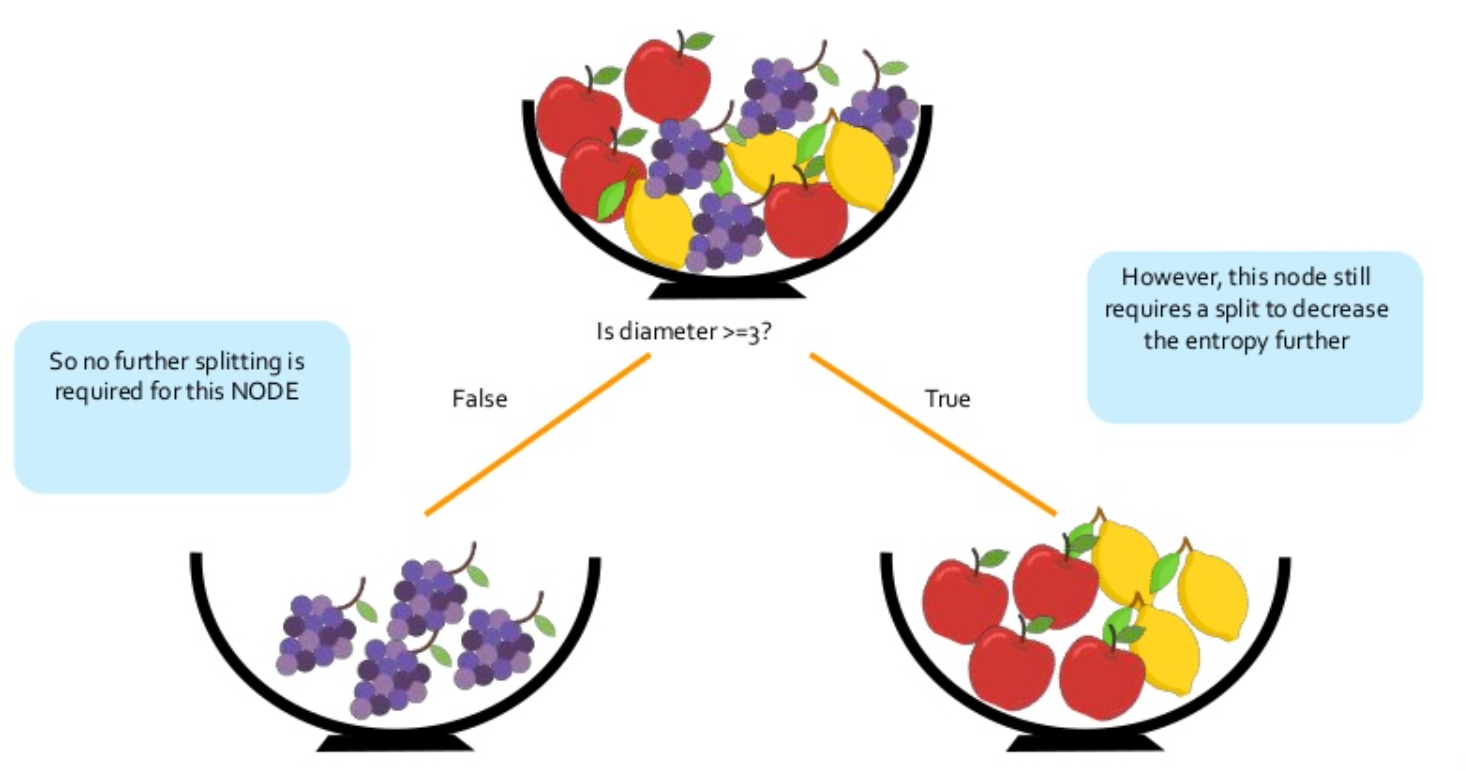 Is diameter >=3?
False
True
So no further splitting is
required for this NODE
However, this node still
requires a split to decrease
the entropy further